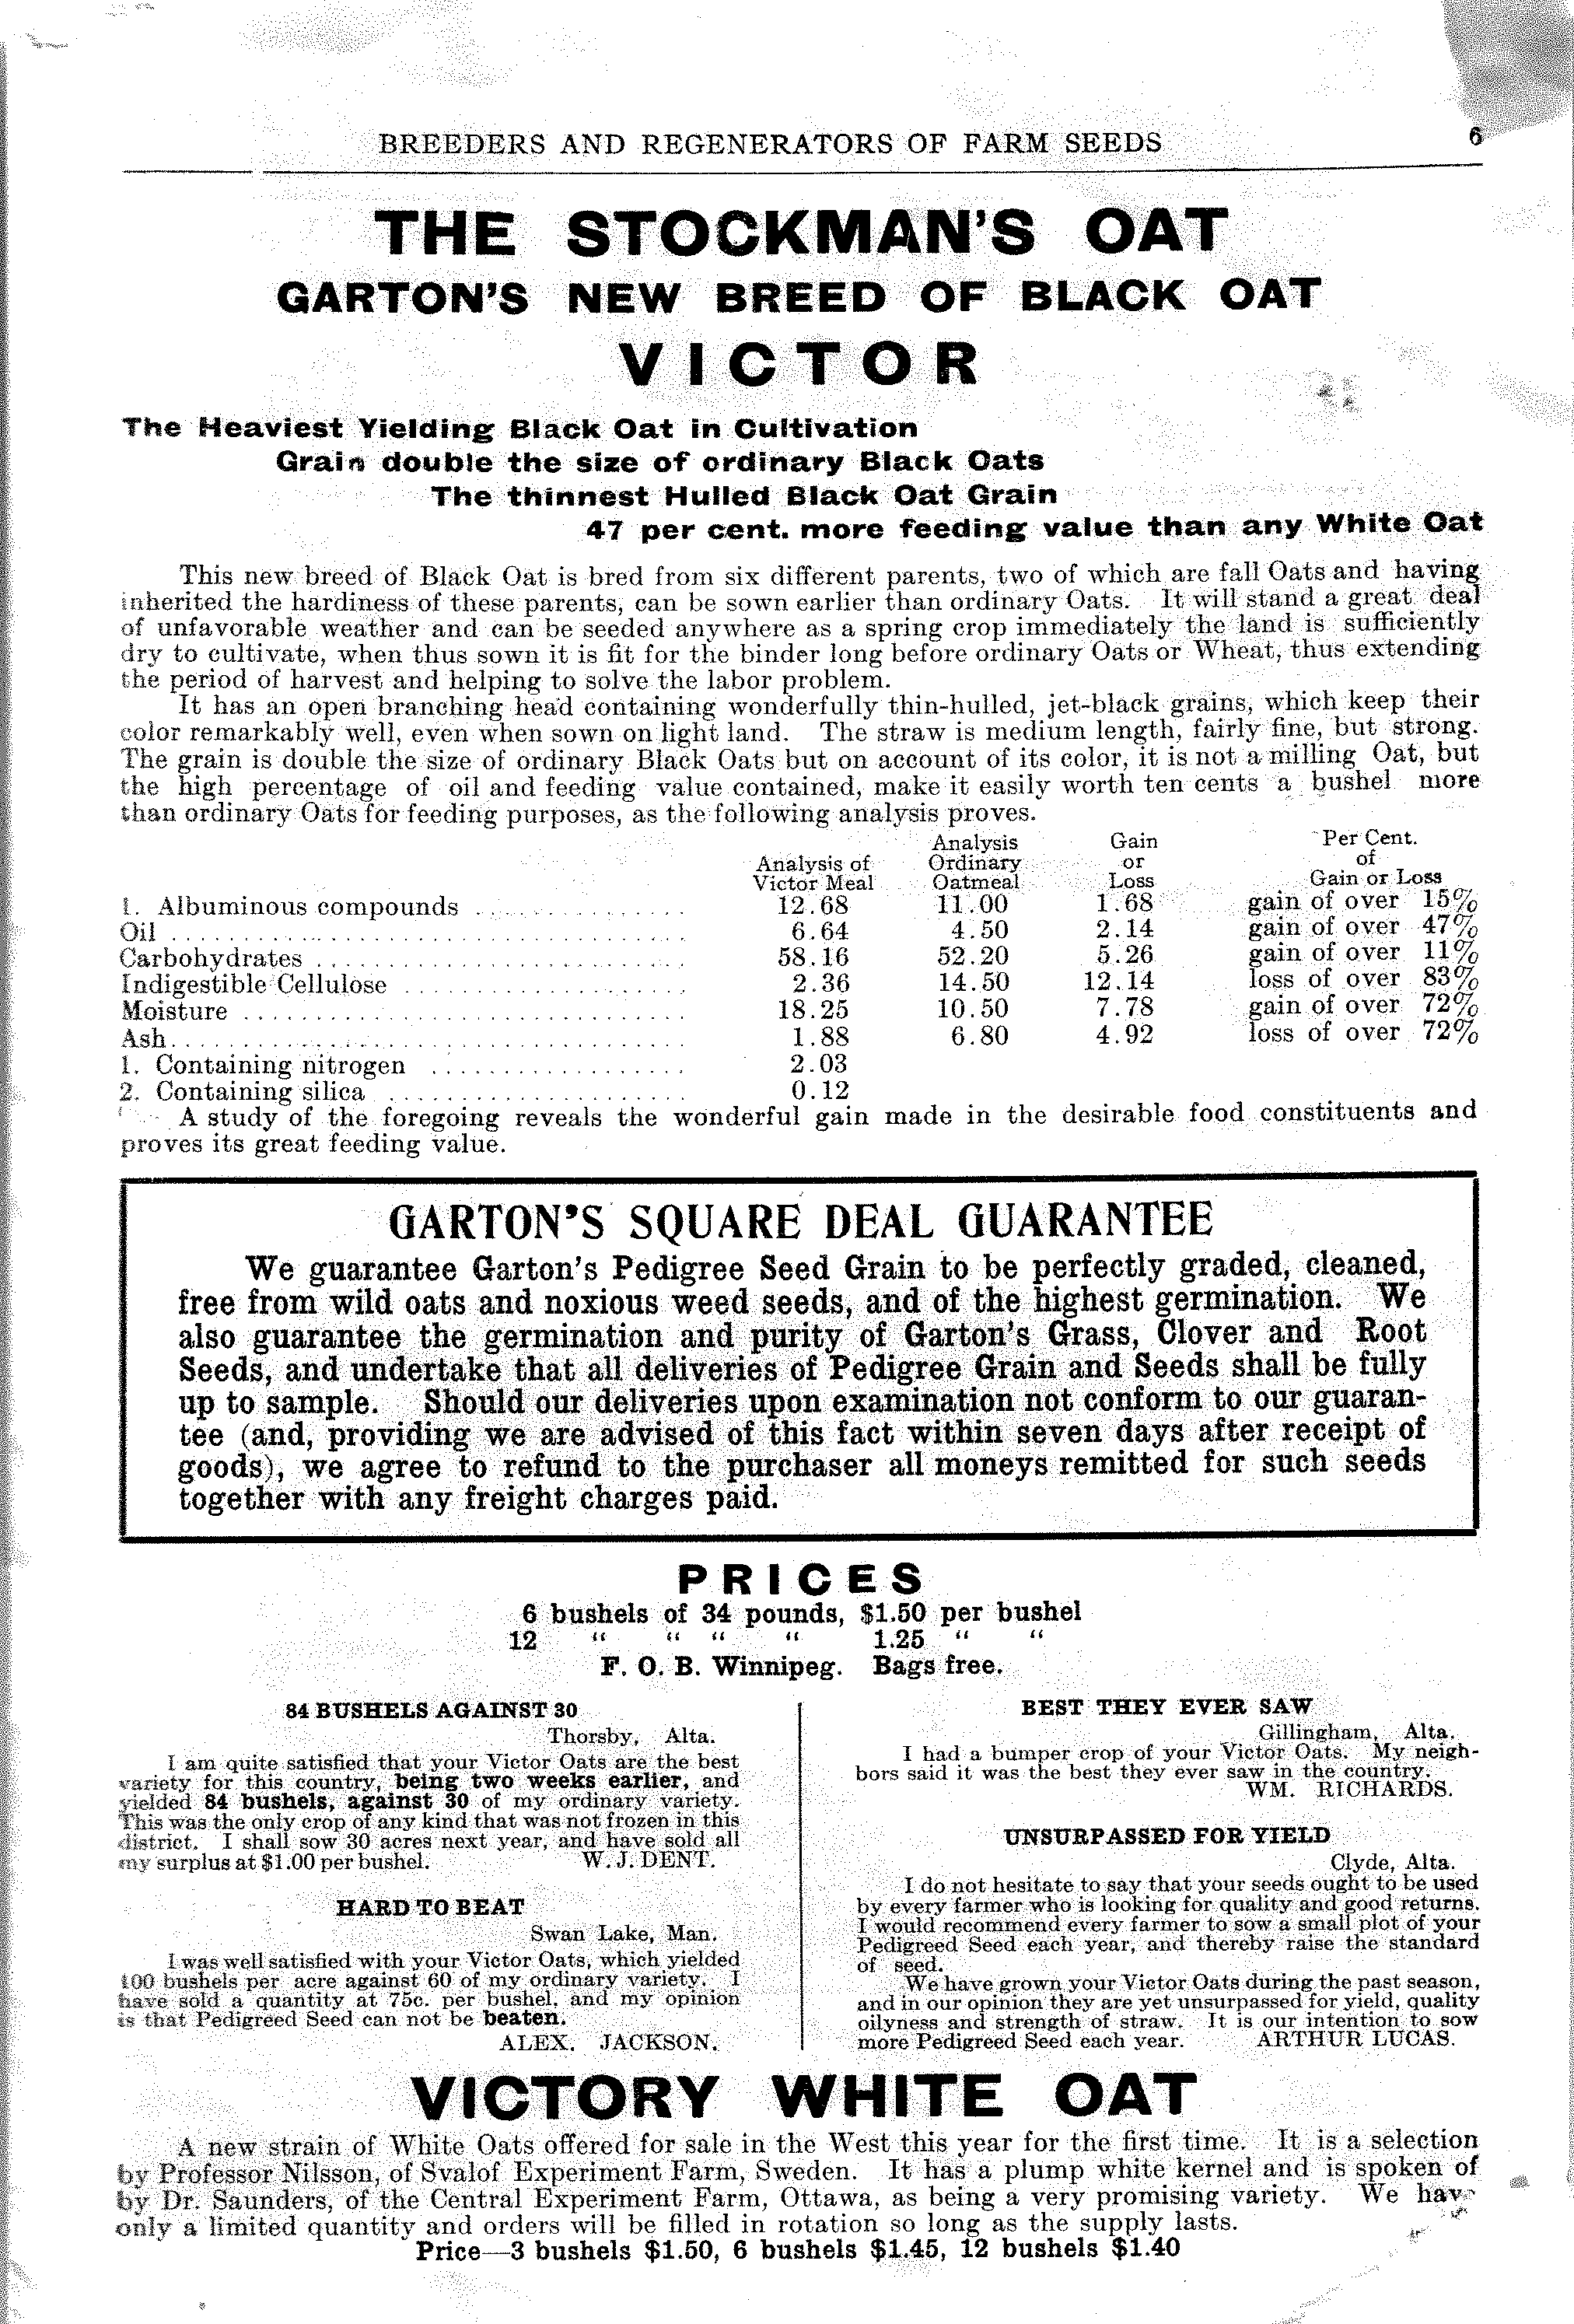 BREEDERS AND REGENERATORS OF FARM SEEDS 6
THE STOCKMAN'S OAT
GARTON'S NEW BREED OF BLACK OAT
VICTOR
The Heaviest Yielding Black Oat in Cultivation
Grain double the size of ordinary Black Oats
The thinnest Hulled Black Oat Grain
47 per cent. more feeding value than any White Oat
This new breed of Black Oat is bred from six different parents, two of which are fall Oats and having
inherited the hardiness of these parents, can be sown earlier than ordinary Oats. It will stand a great deal
of unfavorable weather and can be seeded anywhere as a spring crop immediately the land is sufficiently
dry to cultivate, when thus sown it is fit for the binder long before ordinary Oats or Wheat, thus extending
the period of harvest and helping to solve the labor problem.
It has an open branching head containing wonderfully thin-hulled, jet-black grains, which keep their
color remarkably well, even when sown on light land. The straw is medium length, fairly fine, but strong.
The grain is double the size of ordinary Black Oats but on account of its color, it is not a milling Oat, but
the high percentage of oil and feeding value contained, make it easily worth ten cents a bushel more
than ordinary Oats for feeding purposes, as the following analysis proves.
Analysis Gain Per Cent.
Analysis of Ordinary or of
Victor Meal Oatmeal Loss Gain or Loss
1. Albuminous compounds ................ 12.68 11.00 1.68 gain of over 15%
Oil .................................... 6.64 4.50 2.14 gain of over 47%
Carbohydrates .......................... 58.16 52.20 5.26 gain of over 11%
Indigestible Cellulose .................... 2.36 14.50 12.14 loss of over 83%
Moisture ............................... 18.25 10.50 7.78 gain of over 72%
Ash.................................... 1.88 6.80 4.92 loss of over 72%
1. Containing nitrogen .................. 2.03
2. Containing silica ..................... 0.12
A study of the foregoing reveals the wonderful gain made in the desirable food constituents and
proves its great feeding value.
GARTON'S SQUARE DEAL GUARANTEE
We guarantee Garton's Pedigree Seed Grain to be perfectly graded, cleaned,
free from wild oats and noxious weed seeds, and of the highest germination. We
also guarantee the germination and purity of Garton's Grass, Clover and Root
Seeds, and undertake that all deliveries of Pedigree Grain and Seeds shall be fully
up to sample. Should our deliveries upon examination not conform to our guaran-
tee (and, providing we are advised of this fact within seven days after receipt of
goods), we agree to refund to the purchaser all moneys remitted for such seeds
together with any freight charges paid.
PRICES
6 bushels of 34 pounds, $1.50 per bushel
12 " " " " 1.25 " "
F. O. B. Winnipeg. Bags free.
84 BUSHELS AGAINST 30
Thorsby, Alta.
I am quite satisfied that your Victor Oats are the best
variety for this country, being two weeks earlier, and
yielded 84 bushels, against 30 of my ordinary variety.
This was the only crop of any kind that was not frozen in this
district. I shall sow 30 acres next year, and have sold all
my surplus at $1.00 per bushel. W. J. DENT.
HARD TO BEAT
Swan Lake, Man.
I was well satisfied with your Victor Oats, which yielded
100 bushels per acre against 60 of my ordinary variety. I
have sold a quantity at 75c. per bushel, and my opinion
is that Pedigreed Seed can not be beaten.
ALEX. JACKSON.
BEST THEY EVER SAW
Gillingham, Alta.
I had a bumper crop of your Victor Oats. My neigh-
bors said it was the best they ever saw in the country.
WM. RICHARDS.
UNSURPASSED FOR YIELD
Clyde, Alta.
I do not hesitate to say that your seeds ought to be used
by every farmer who is looking for quality and good returns.
I would recommend every farmer to sow a small plot of your
Pedigreed Seed each year, and thereby raise the standard
of seed.
We have grown your Victor Oats during the past season,
and in our opinion they are yet unsurpassed for yield, quality
oilyness and strength of straw. It is our intention to sow
more Pedigreed Seed each year. ARTHUR LUCAS.
VICTORY WHITE OAT
A new strain of White Oats offered for sale in the West this year for the first time. It is a selection
by Professor Nilsson, of Svalof Experiment Farm, Sweden. It has a plump white kernel and is spoken of
by Dr. Saunders, of the Central Experiment Farm, Ottawa, as being a very promising variety. We have
only a limited quantity and orders will be filled in rotation so long as the supply lasts.
Price—3 bushels $1.50, 6 bushels $1.45, 12 bushels $1.40